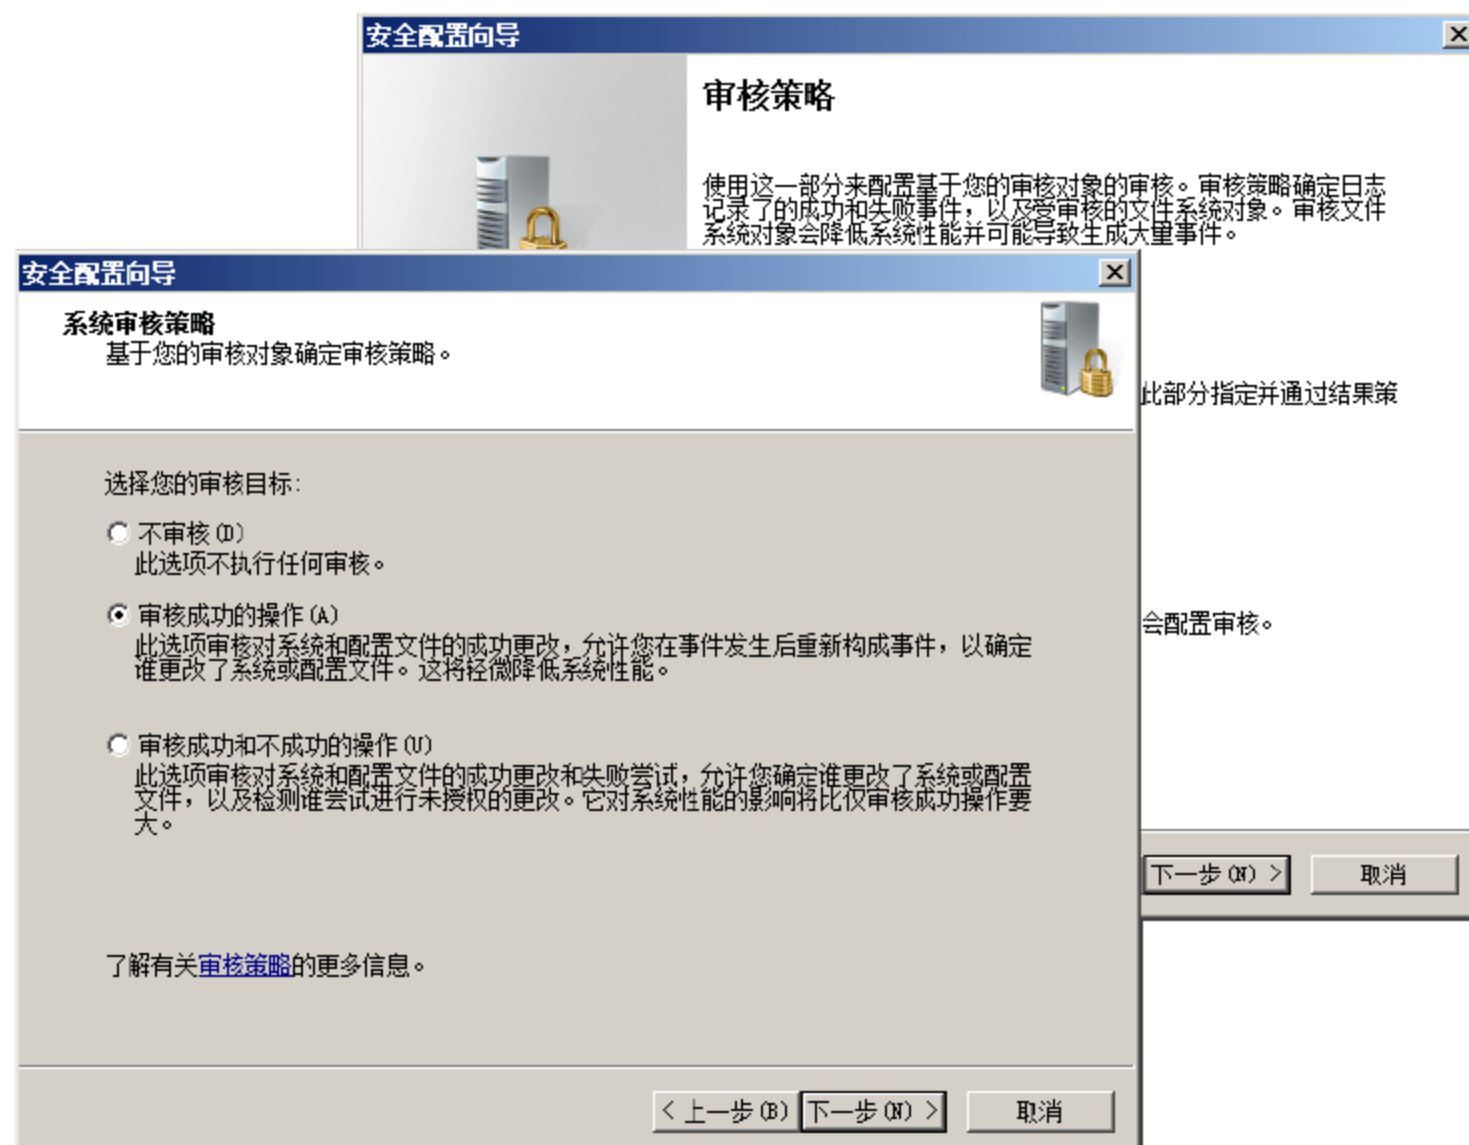 安全配置向导
审核策略
使用这一部分来配置基于您的审核对象的审核。审核策略确定日志
记录了的成功和失败事件，以及受审核的文件系统对象。审核文件
系统对象会降低系统性能并可能导致生成大量事件。
此部分指定并通过结果策
会配置审核。
下一步(N) >
取消
安全配置向导
系统审核策略
基于您的审核对象确定审核策略。
选择您的审核目标:
不审核(D)
此选项不执行任何审核。
审核成功的操作(A)
此选项审核对系统和配置文件的成功更改，允许您在事件发生后重新构成事件，以确定
谁更改了系统或配置文件。这将轻微降低系统性能。
审核成功和不成功的操作(U)
此选项审核对系统和配置文件的成功更改和失败尝试，允许您确定谁更改了系统或配置
文件，以及检测谁尝试进行未授权的更改。它对系统性能的影响将比仅审核成功操作要
大。
了解有关审核策略的更多信息。
< 上一步(B)
下一步(N) >
取消